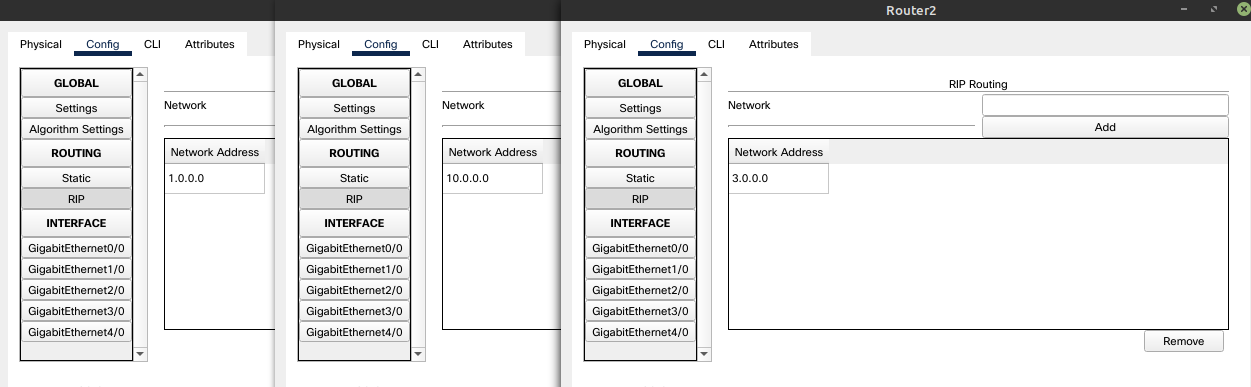 Router2
Physical Config CLI Attributes
GLOBAL
Settings
Algorithm Settings
ROUTING
Static
RIP
INTERFACE
GigabitEthernet0/0
GigabitEthernet1/0
GigabitEthernet2/0
GigabitEthernet3/0
GigabitEthernet4/0
Network
Network Address
1.0.0.0
Physical Config CLI Attributes
GLOBAL
Settings
Algorithm Settings
ROUTING
Static
RIP
INTERFACE
GigabitEthernet0/0
GigabitEthernet1/0
GigabitEthernet2/0
GigabitEthernet3/0
GigabitEthernet4/0
Network
Network Address
10.0.0.0
Physical Config CLI Attributes
GLOBAL
Settings
Algorithm Settings
ROUTING
Static
RIP
INTERFACE
GigabitEthernet0/0
GigabitEthernet1/0
GigabitEthernet2/0
GigabitEthernet3/0
GigabitEthernet4/0
RIP Routing
Network
Add
Network Address
3.0.0.0
Remove